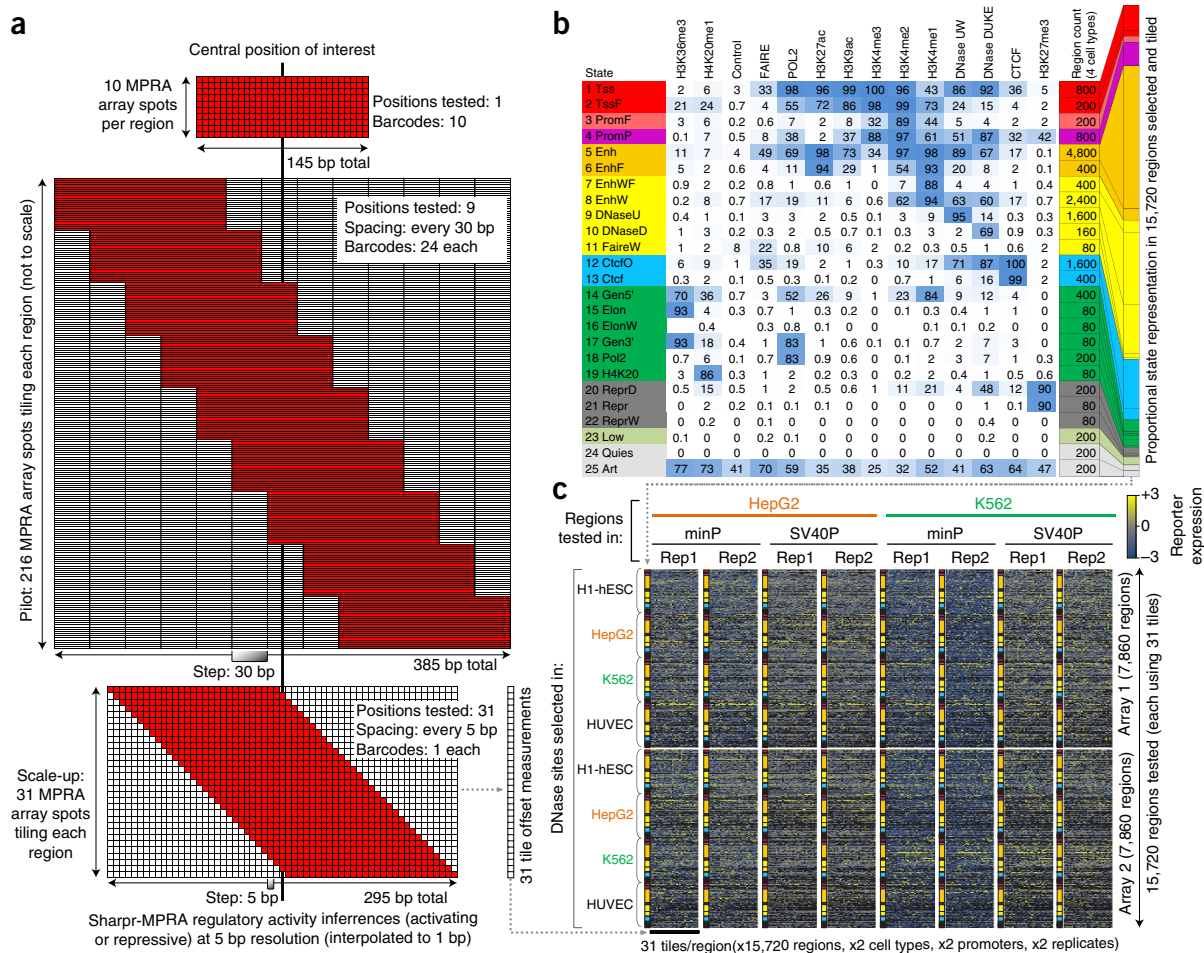 a
Central position of interest
10 MPRA
array spots
per region
Positions tested: 1
Barcodes: 10
145 bp total
Pilot: 216 MPRA array spots tiling each region (not to scale)
Positions tested: 9
Spacing: every 30 bp
Barcodes: 24 each
Step: 30 bp
385 bp total
Scale-up:
31 MPRA
array spots
tiling each
region
Positions tested: 31
Spacing: every 5 bp
Barcodes: 1 each
31 tile offset measurements
Step: 5 bp
295 bp total
Sharpr-MPRA regulatory activity inferences (activating
or repressive) at 5 bp resolution (interpolated to 1 bp)
b
State H3K36me3 H4K20me1 Control FAIRE POL2 H3K27ac H3K9ac H3K4me3 H3K4me2 H3K4me1 DNase UW DNase DUKE CTCF H3K27me3 Region count (4 cell types)
1 Tss 2 6 3 33 98 96 99 100 96 43 86 92 36 5 800
2 TssF 21 24 0.7 4 55 72 86 98 99 73 24 15 4 2 200
3 PromF 3 6 0.2 0.6 7 2 8 32 89 44 2 2 0.7 2 200
4 PromP 0.1 7 0.5 8 38 2 37 88 97 61 51 87 32 42 800
5 Enh 11 7 4 49 69 98 73 34 97 98 89 67 17 0.1 4,800
6 EnhF 5 2 0.6 4 11 94 29 1 54 93 20 8 2 0.1 400
7 EnhWF 0.9 2 0.2 0.8 1 0.6 1 0 7 88 4 4 1 0.4 400
8 EnhW 0.2 8 0.7 17 19 11 6 0.6 62 94 63 60 17 0.7 2,400
9 DNaseU 0.4 1 0.1 3 2 2 0.5 0.1 3 9 95 14 0.3 0.3 1,600
10 DNaseD 0.4 1 0.3 3 2 0.9 0.7 0.1 3 4 2 69 0.9 0.3 160
11 FaireW 1 2 8 22 0.8 10 6 2 0.4 0.3 5 1 0.6 2 80
12 CtcfO 6 9 1 35 19 2 1 0.3 10 17 71 87 100 2 1,600
13 Ctcf 0.3 2 0.1 0.5 2 0.1 0.4 0 0.7 1 6 16 99 2 400
14 Gen5' 70 36 0.7 3 52 26 9 1 23 84 9 12 4 0 400
15 Elon 93 4 0.3 0.7 1 0.3 0.2 0 0.1 0.2 0.4 1 1 0 80
16 ElonW 0.4 0.3 0.8 0.1 0 0 0.1 0.1 0.2 0 80
17 Gen3' 93 18 0.4 1 83 1 0.4 0 0.1 1 2 7 3 0 80
18 Pol2 0.7 6 0.1 0.7 83 0.9 0.6 0 0.1 2 3 7 1 0.3 200
19 H4K20 2 86 0.3 1 6 0.2 0.1 0 0.1 2 0.6 4 0.4 0.6 80
20 ReprD 0.5 15 0.5 1 2 0.6 1 1 11 21 4 48 12 90 200
21 Repr 0 2 0.2 0.1 0.1 0 0 0 0 0 0 1 0.1 90 80
22 ReprW 0 0.2 0 0.1 0 0 0 0 0 0 0 0 0 1 80
23 Low 0.1 0 0.2 0.1 0 0 0 0 0 0.2 0 0 200
24 Quies 0 0 0 0 0 0 0 0 0 0 0 0 0 0 200
25 Art 77 73 41 70 59 35 38 25 32 52 41 63 64 47 200
Proportional state representation in 15,720 regions selected and tiled
c
Regions
tested in:
HepG2 K562
minP SV40P minP SV40P
Rep1 Rep2 Rep1 Rep2 Rep1 Rep2 Rep1 Rep2
+3
0
−3
Reporter
expression
DNase sites selected in:
H1-hESC
HepG2
K562
HUVEC
H1-hESC
HepG2
K562
HUVEC
Array 1 (7,860 regions)
Array 2 (7,860 regions)
15,720 regions tested (each using 31 tiles)
31 tiles/region(x15,720 regions, x2 cell types, x2 promoters, x2 replicates)